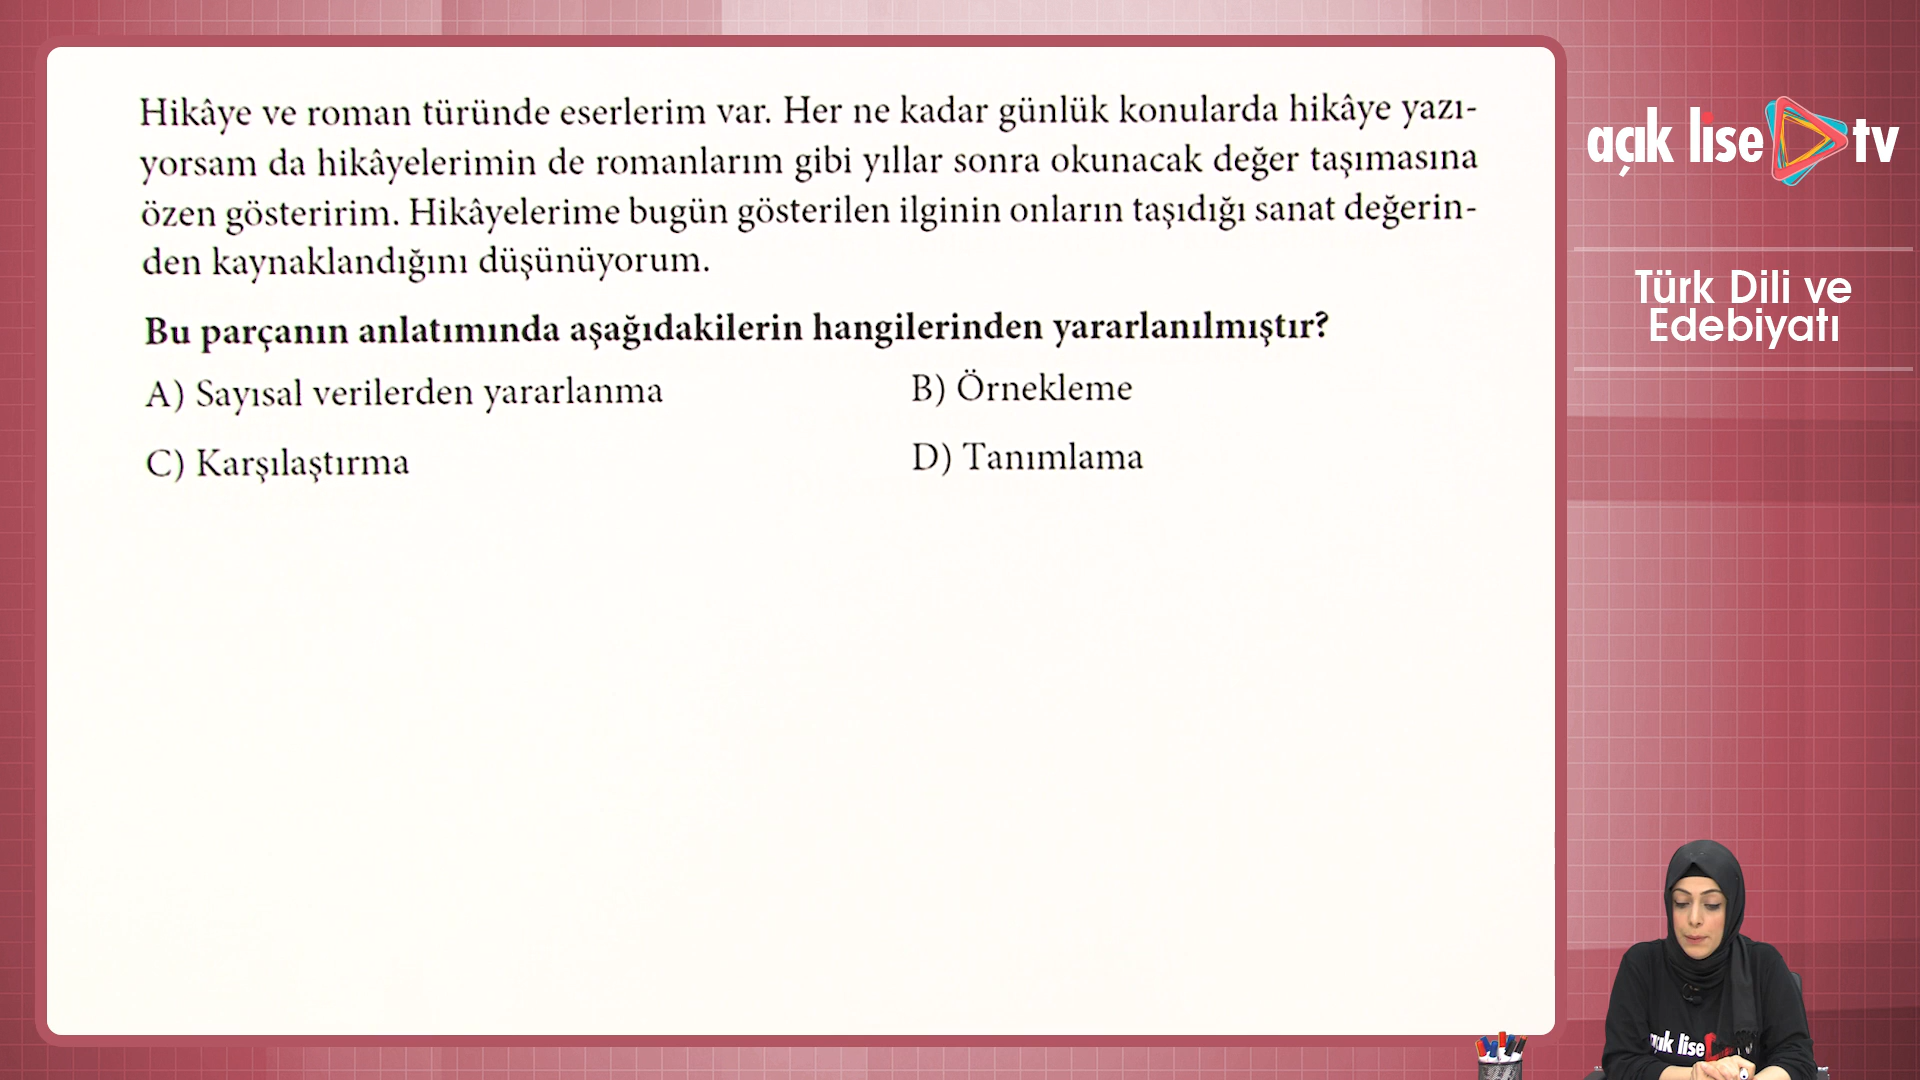 Hikâye ve roman türünde eserlerim var. Her ne kadar günlük konularda hikâye yazı-
yorsam da hikâyelerimin de romanlarım gibi yıllar sonra okunacak değer taşımasına
özen gösteririm. Hikâyelerime bugün gösterilen ilginin onların taşıdığı sanat değerin-
den kaynaklandığını düşünüyorum.
Bu parçanın anlatımında aşağıdakilerin hangilerinden yararlanılmıştır?
A) Sayısal verilerden yararlanma
B) Örnekleme
C) Karşılaştırma
D) Tanımlama
açık lise tv
Türk Dili ve
Edebiyatı
açık lise